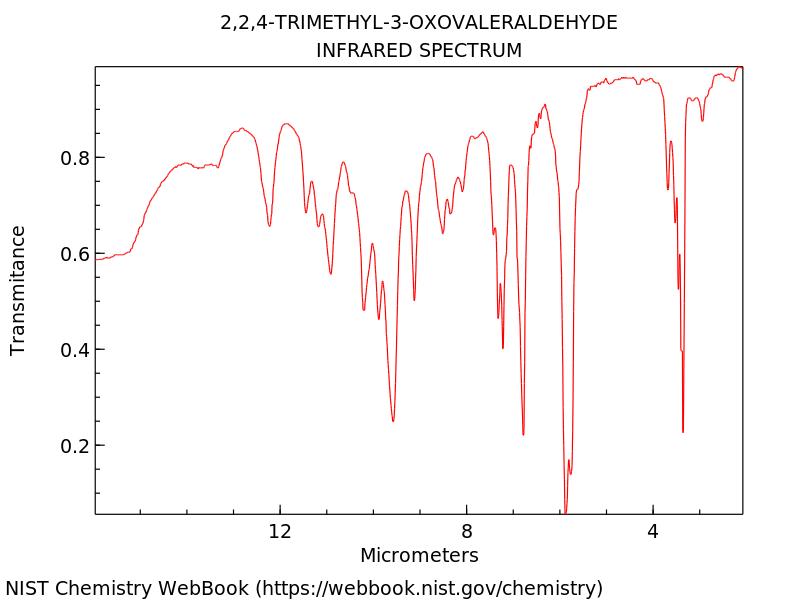 2,2,4-TRIMETHYL-3-OXOVALERALDEHYDE
INFRARED SPECTRUM
0.8
0.6
0.4
0.2
Transmitance
12 8 4
Micrometers
NIST Chemistry WebBook (https://webbook.nist.gov/chemistry)